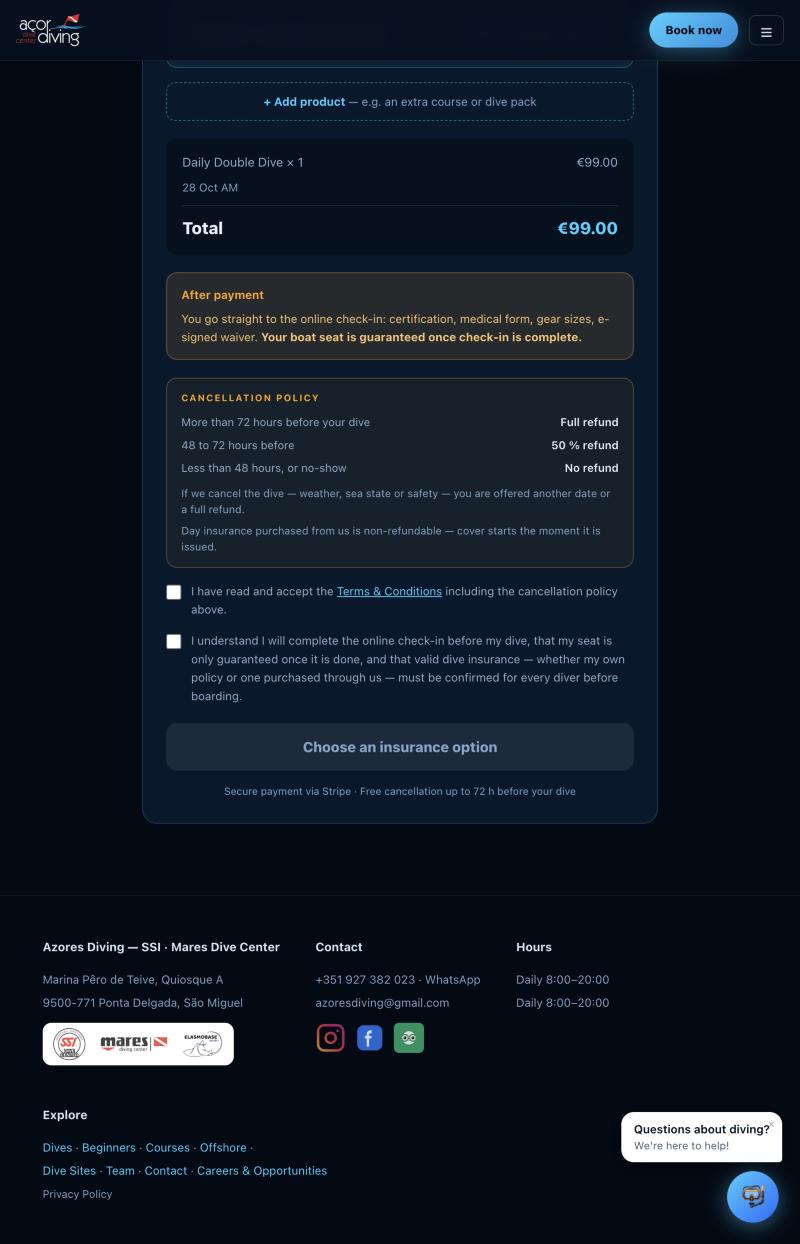 açor
dive
center
diving
Book now
+ Add product — e.g. an extra course or dive pack
Daily Double Dive × 1 €99.00
28 Oct AM
Total €99.00
After payment
You go straight to the online check-in: certification, medical form, gear sizes, e-
signed waiver. Your boat seat is guaranteed once check-in is complete.
CANCELLATION POLICY
More than 72 hours before your dive Full refund
48 to 72 hours before 50 % refund
Less than 48 hours, or no-show No refund
If we cancel the dive — weather, sea state or safety — you are offered another date or
a full refund.
Day insurance purchased from us is non-refundable — cover starts the moment it is
issued.
I have read and accept the Terms & Conditions including the cancellation policy
above.
I understand I will complete the online check-in before my dive, that my seat is
only guaranteed once it is done, and that valid dive insurance — whether my own
policy or one purchased through us — must be confirmed for every diver before
boarding.
Choose an insurance option
Secure payment via Stripe · Free cancellation up to 72 h before your dive
Azores Diving — SSI · Mares Dive Center
Marina Pêro de Teive, Quiosque A
9500-771 Ponta Delgada, São Miguel
SSI
mares
diving center
ELASMOBASE
Contact
+351 927 382 023 · WhatsApp
azoresdiving@gmail.com
Hours
Daily 8:00–20:00
Daily 8:00–20:00
Explore
Dives · Beginners · Courses · Offshore ·
Dive Sites · Team · Contact · Careers & Opportunities
Privacy Policy
Questions about diving?
×
We're here to help!